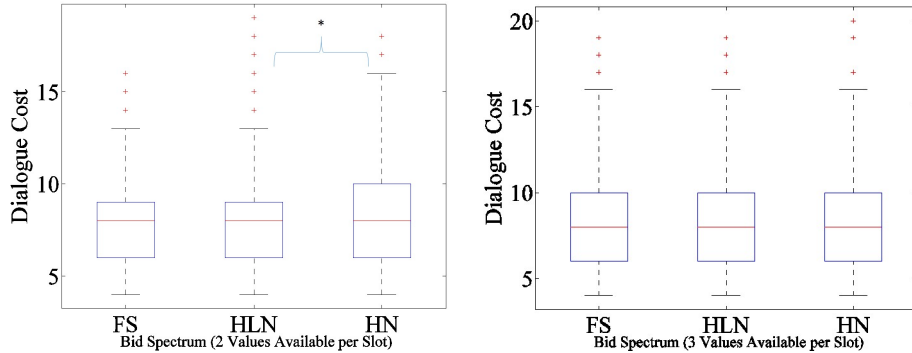 *
Dialogue Cost
15
10
5
FS HLN HN
Bid Spectrum (2 Values Available per Slot)
Dialogue Cost
20
15
10
5
FS HLN HN
Bid Spectrum (3 Values Available per Slot)